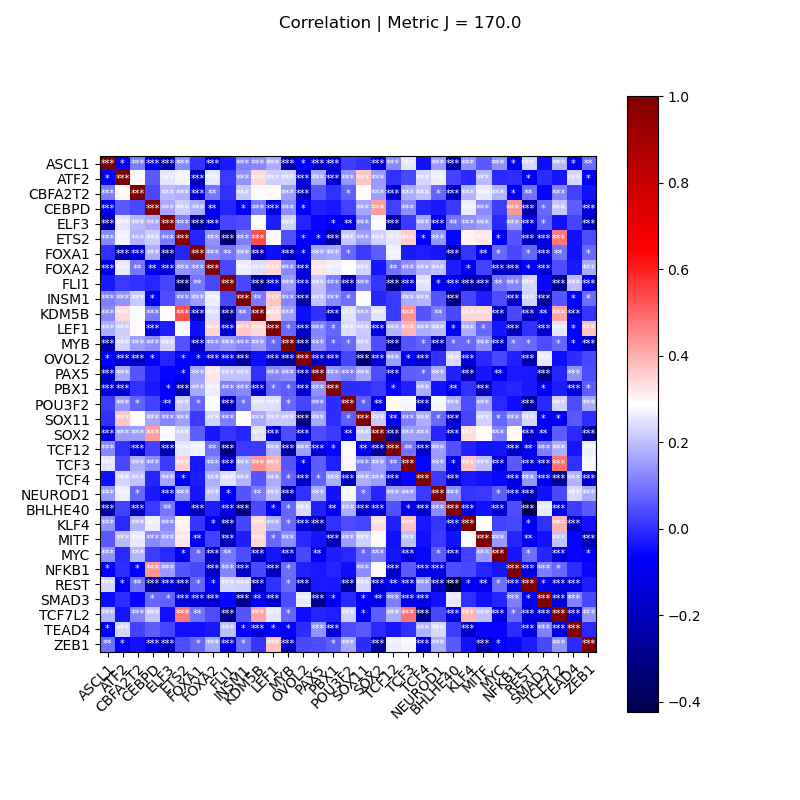 Correlation | Metric J = 170.0
ASCL1
ATF2
CBFA2T2
CEBPD
ELF3
ETS2
FOXA1
FOXA2
FLI1
INSM1
KDM5B
LEF1
MYB
OVOL2
PAX5
PBX1
POU3F2
SOX11
SOX2
TCF12
TCF3
TCF4
NEUROD1
BHLHE40
KLF4
MITF
MYC
NFKB1
REST
SMAD3
TCF7L2
TEAD4
ZEB1
ASCL1
ATF2
CBFA2T2
CEBPD
ELF3
ETS2
FOXA1
FOXA2
FLI1
INSM1
KDM5B
LEF1
MYB
OVOL2
PAX5
PBX1
POU3F2
SOX11
SOX2
TCF12
TCF3
TCF4
NEUROD1
BHLHE40
KLF4
MITF
MYC
NFKB1
REST
SMAD3
TCF7L2
TEAD4
ZEB1
1.0
0.8
0.6
0.4
0.2
0.0
−0.2
−0.4